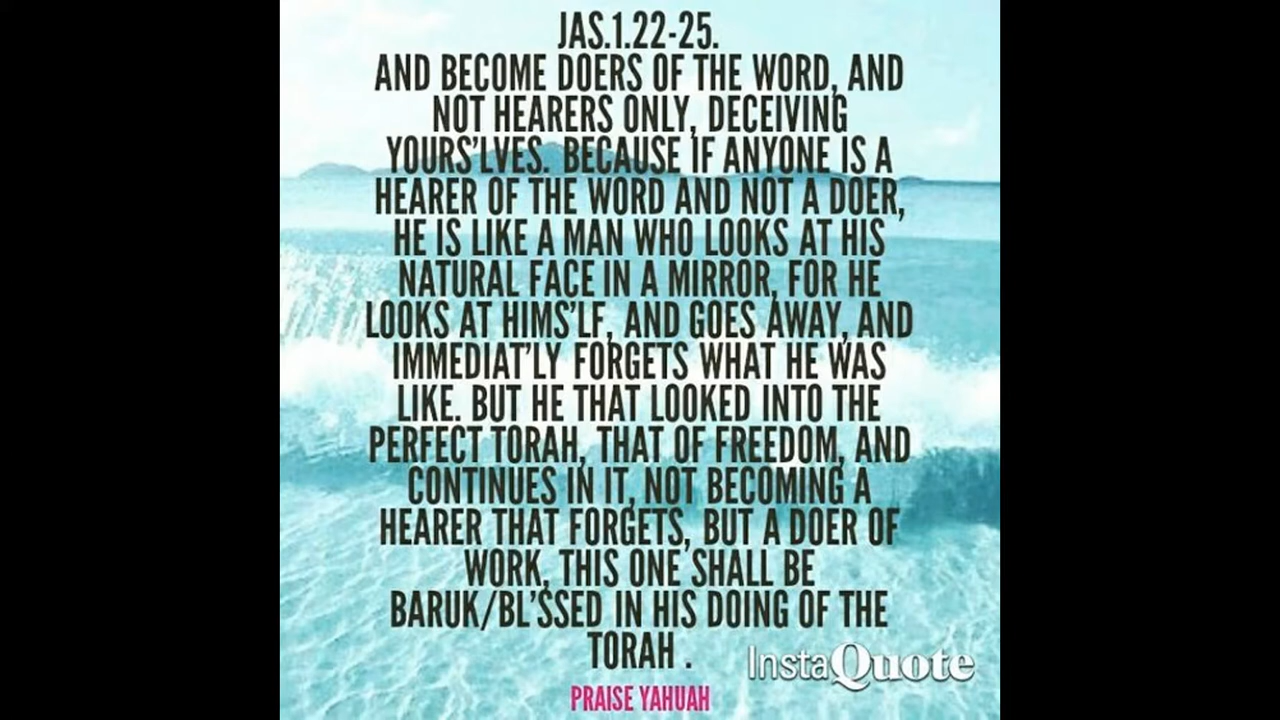 JAS.1.22-25.
AND BECOME DOERS OF THE WORD, AND
NOT HEARERS ONLY, DECEIVING
YOURS'LVES. BECAUSE IF ANYONE IS A
HEARER OF THE WORD AND NOT A DOER,
HE IS LIKE A MAN WHO LOOKS AT HIS
NATURAL FACE IN A MIRROR, FOR HE
LOOKS AT HIMS'LF, AND GOES AWAY, AND
IMMEDIAT'LY FORGETS WHAT HE WAS
LIKE. BUT HE THAT LOOKED INTO THE
PERFECT TORAH, THAT OF FREEDOM, AND
CONTINUES IN IT, NOT BECOMING A
HEARER THAT FORGETS, BUT A DOER OF
WORK, THIS ONE SHALL BE
BARUK/BL'SSED IN HIS DOING OF THE
TORAH .
InstaQuote
PRAISE YAHUAH